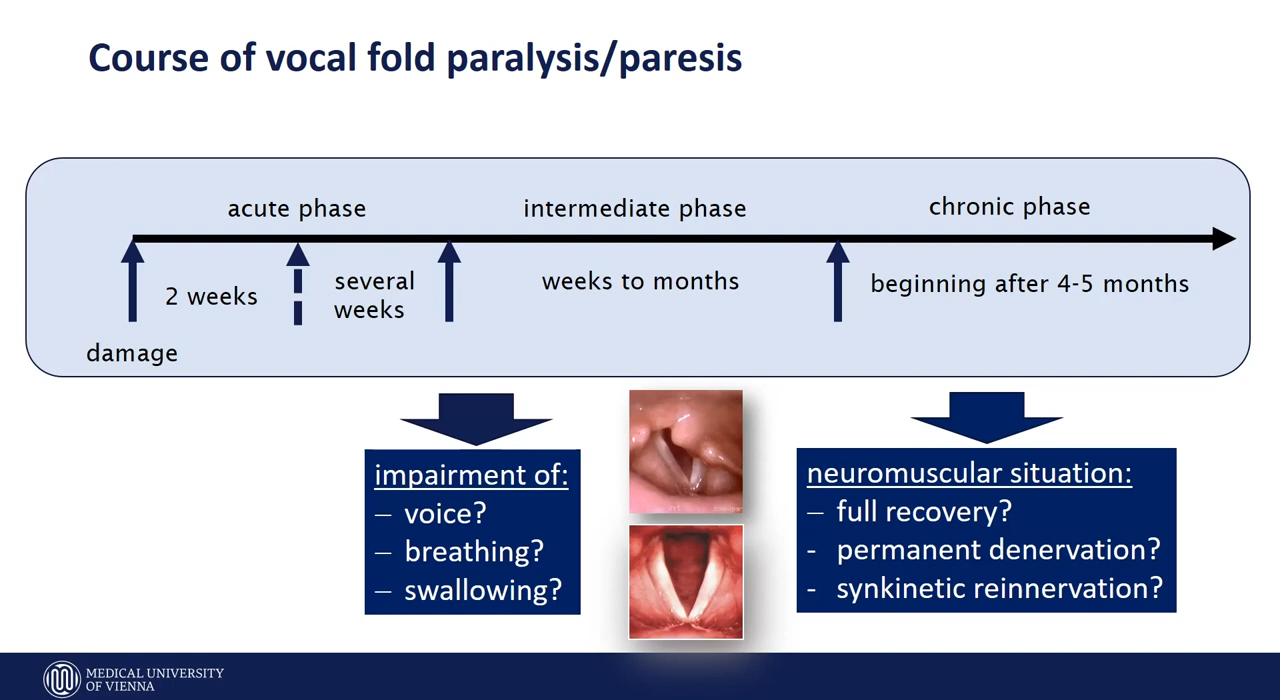 Course of vocal fold paralysis/paresis
acute phase
intermediate phase
chronic phase
2 weeks
several
weeks
weeks to months
beginning after 4-5 months
damage
impairment of:
– voice?
– breathing?
– swallowing?
neuromuscular situation:
– full recovery?
- permanent denervation?
- synkinetic reinnervation?
MEDICAL UNIVERSITY
OF VIENNA